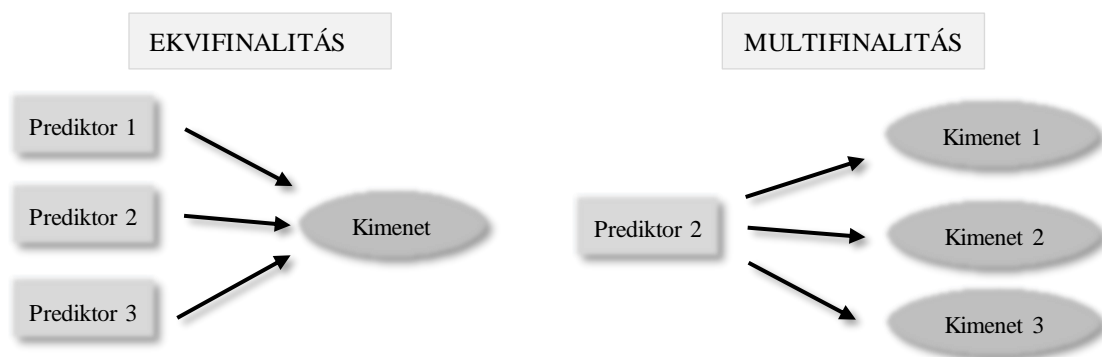 EKVIFINALITÁS
Prediktor 1
Prediktor 2
Prediktor 3
Kimenet
MULTIFINALITÁS
Prediktor 2
Kimenet 1
Kimenet 2
Kimenet 3